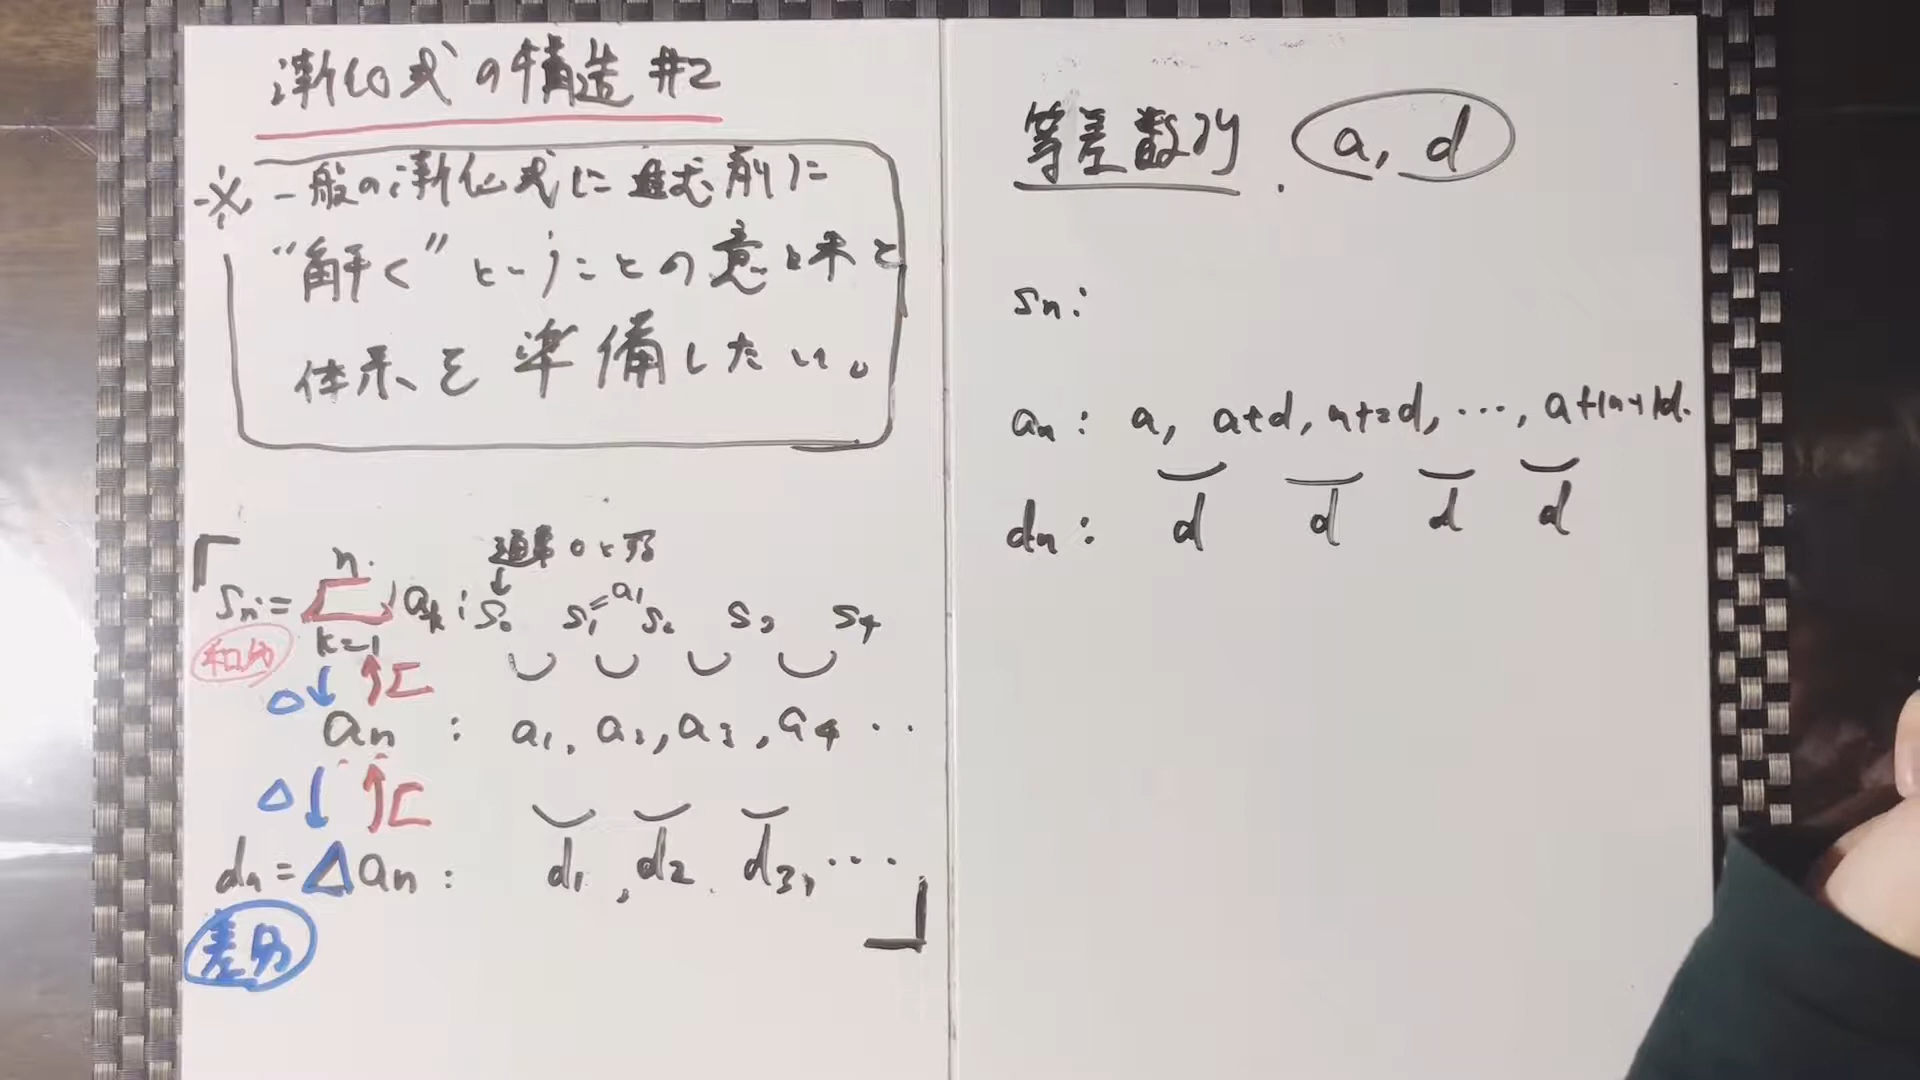 漸化式の構造 #2
※ 一般の漸化式に進む前に
"解く"ということの意味と
体系を準備したい。
通常0とする
↓
Sn := Σ(k=1→n) ak : S0 S1=a1 S2 S3 S4
和分
Δ↓ ↑Σ
an : a1, a2, a3, a4 ...
Δ↓ ↑Σ
dn = Δan : d1, d2, d3, ...
差分
等差数列. a, d
Sn:
an: a, a+d, a+2d, ..., a+(n-1)d.
dn: d d d d